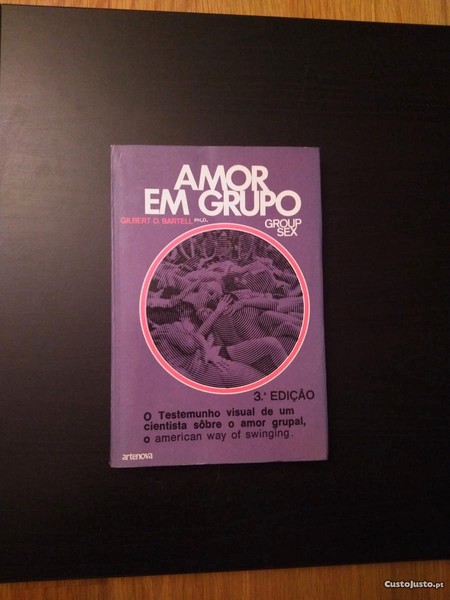 AMOR
EM GRUPO
GILBERT D. BARTELL PH.D.
GROUP
SEX
3.ª EDIÇÃO
O Testemunho visual de um
cientista sôbre o amor grupal,
o american way of swinging.
artenova
CustoJusto.pt